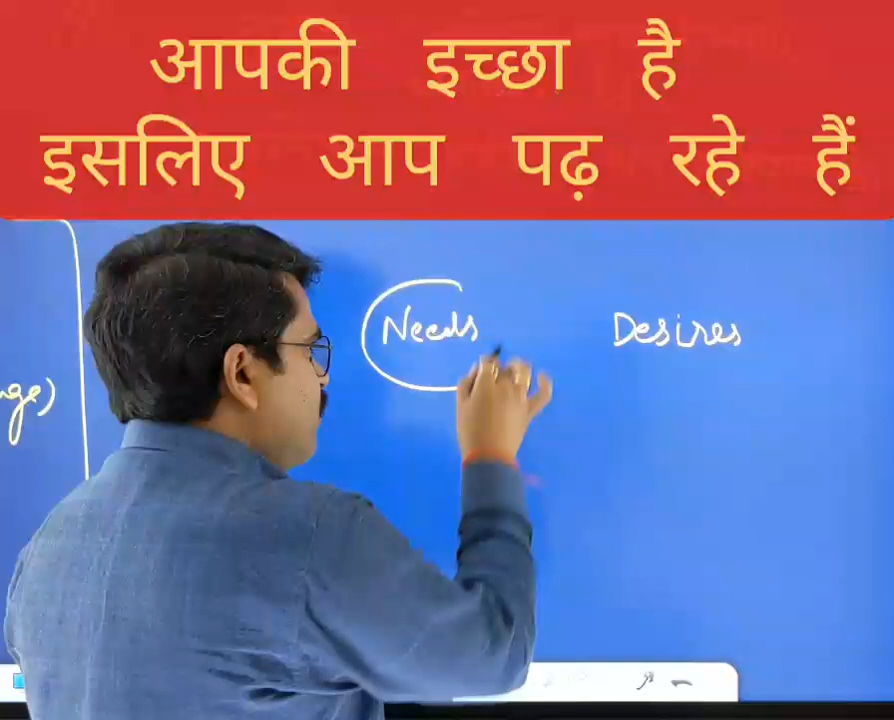 आपकी इच्छा है
इसलिए आप पढ़ रहे हैं
Needs Desires